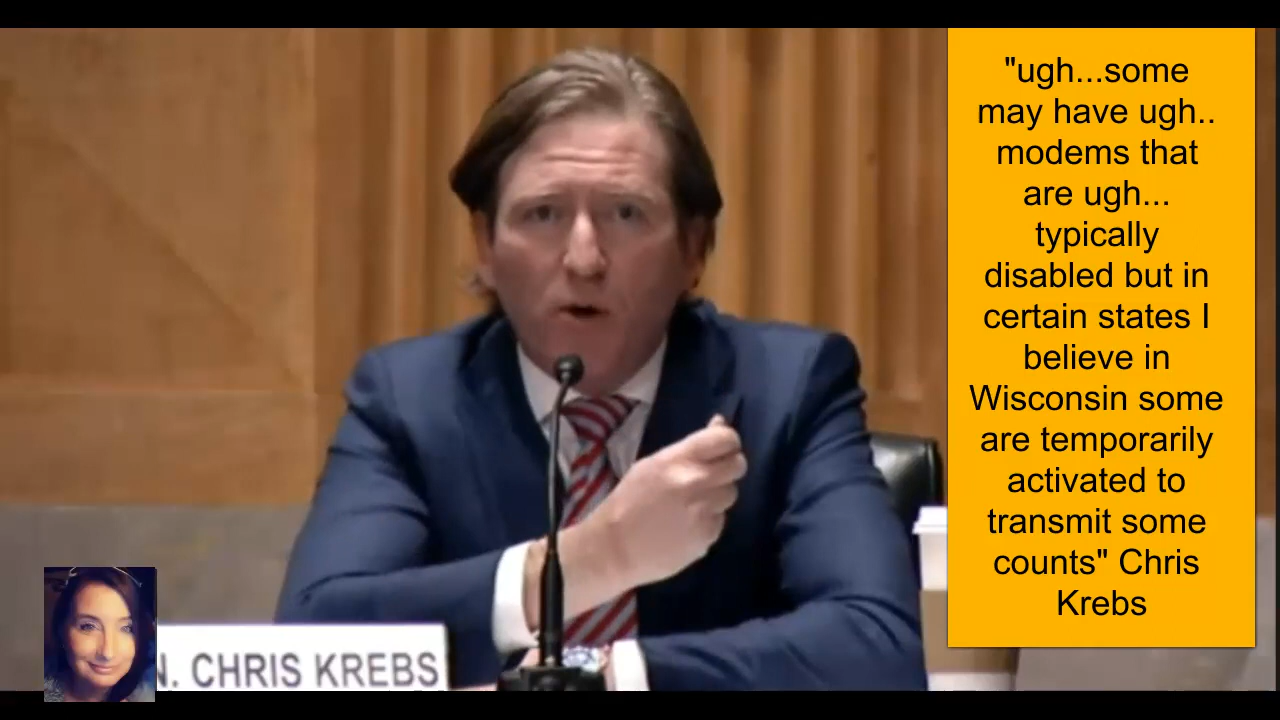 "ugh...some
may have ugh..
modems that
are ugh...
typically
disabled but in
certain states I
believe in
Wisconsin some
are temporarily
activated to
transmit some
counts" Chris
Krebs
N. CHRIS KREBS